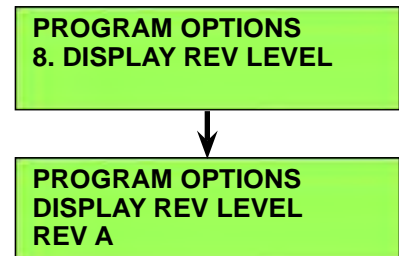 PROGRAM OPTIONS
8. DISPLAY REV LEVEL
PROGRAM OPTIONS
DISPLAY REV LEVEL
REV A